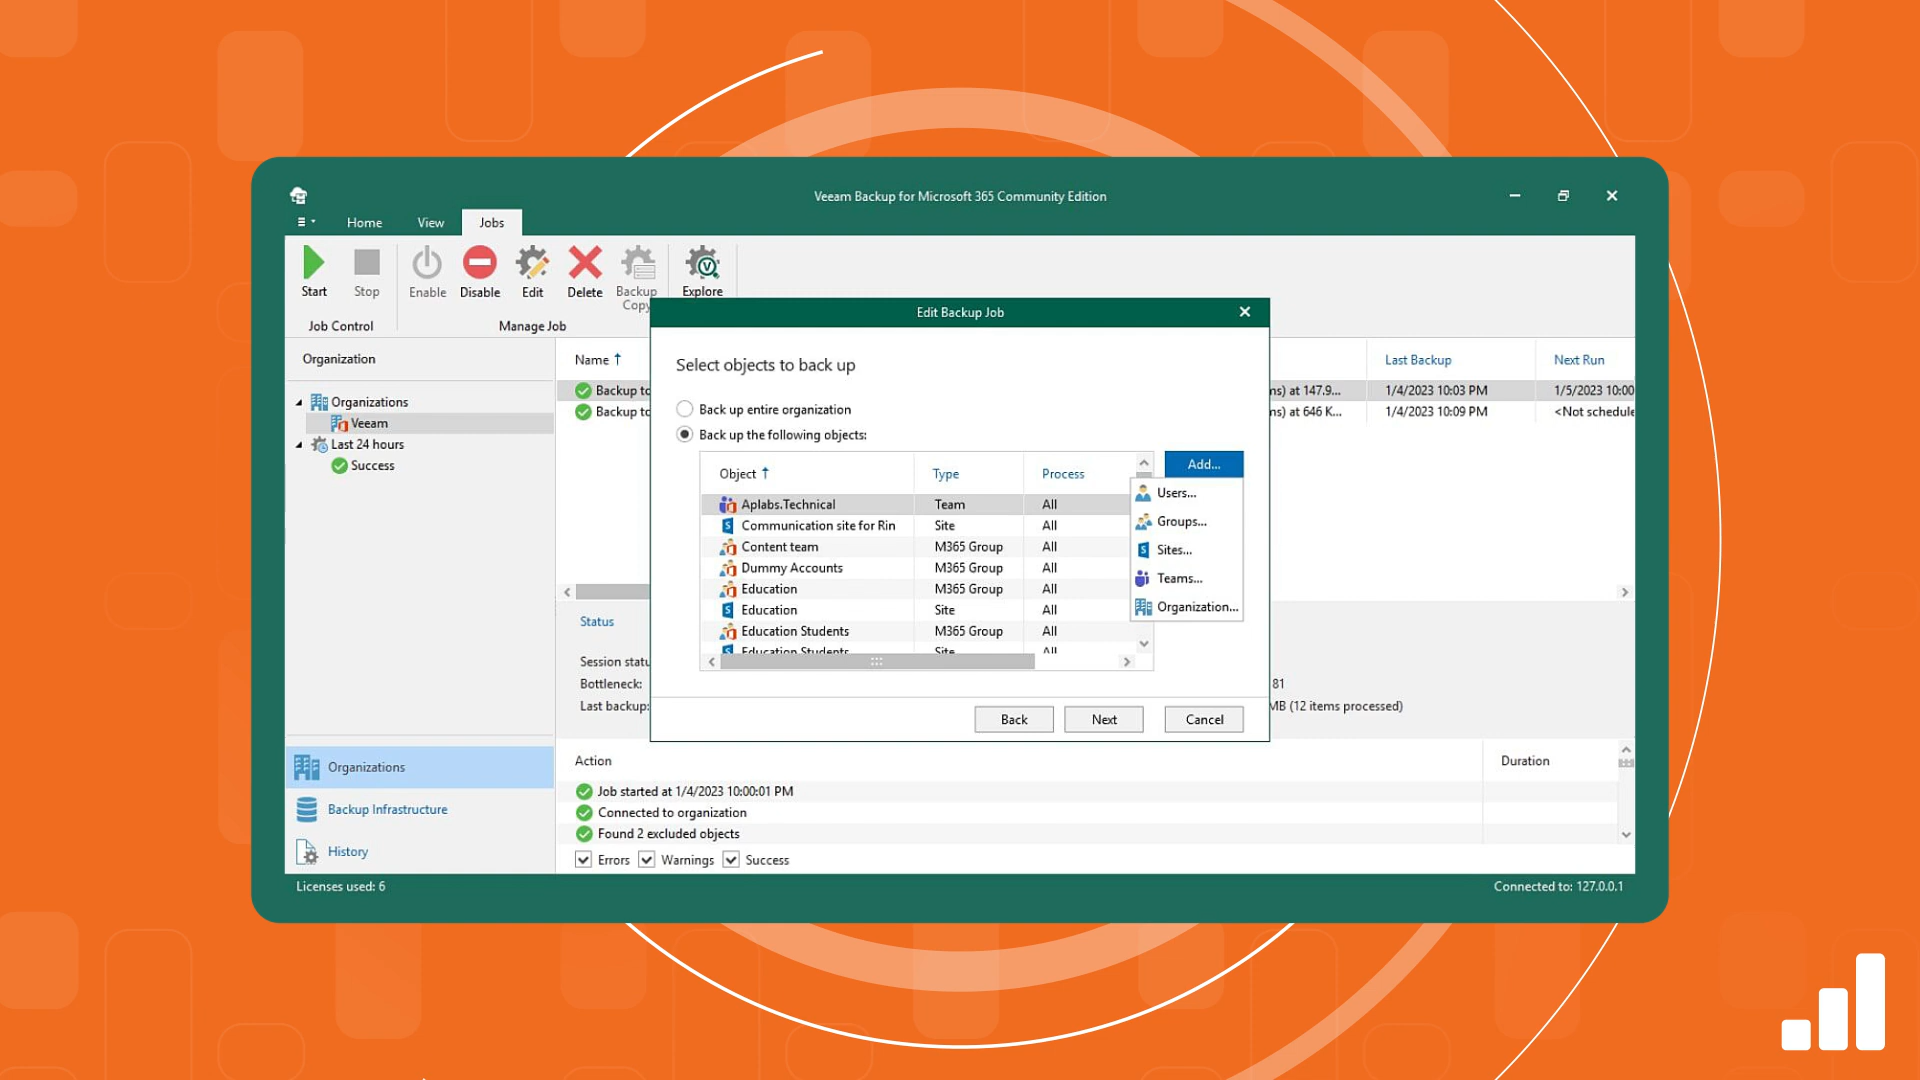 Veeam Backup for Microsoft 365 Community Edition
Home View Jobs
Start Stop Enable Disable Edit Delete Backup Copy Explore
Job Control Manage Job
Edit Backup Job
Organization
Organizations
Veeam
Last 24 hours
Success
Name Last Backup Next Run
Backup to ns) at 147.9... 1/4/2023 10:03 PM 1/5/2023 10:00
Backup to ns) at 646 K... 1/4/2023 10:09 PM <Not schedule
Select objects to back up
Back up entire organization
Back up the following objects:
Object Type Process
Aplabs.Technical Team All
Communication site for Rin Site All
Content team M365 Group All
Dummy Accounts M365 Group All
Education M365 Group All
Education Site All
Education Students M365 Group All
Education Students Site All
Add...
Users...
Groups...
Sites...
Teams...
Organization...
Back Next Cancel
Status
Session statu
Bottleneck: 81
Last backup: MB (12 items processed)
Action Duration
Job started at 1/4/2023 10:00:01 PM
Connected to organization
Found 2 excluded objects
Errors Warnings Success
Organizations
Backup Infrastructure
History
Licenses used: 6
Connected to: 127.0.0.1